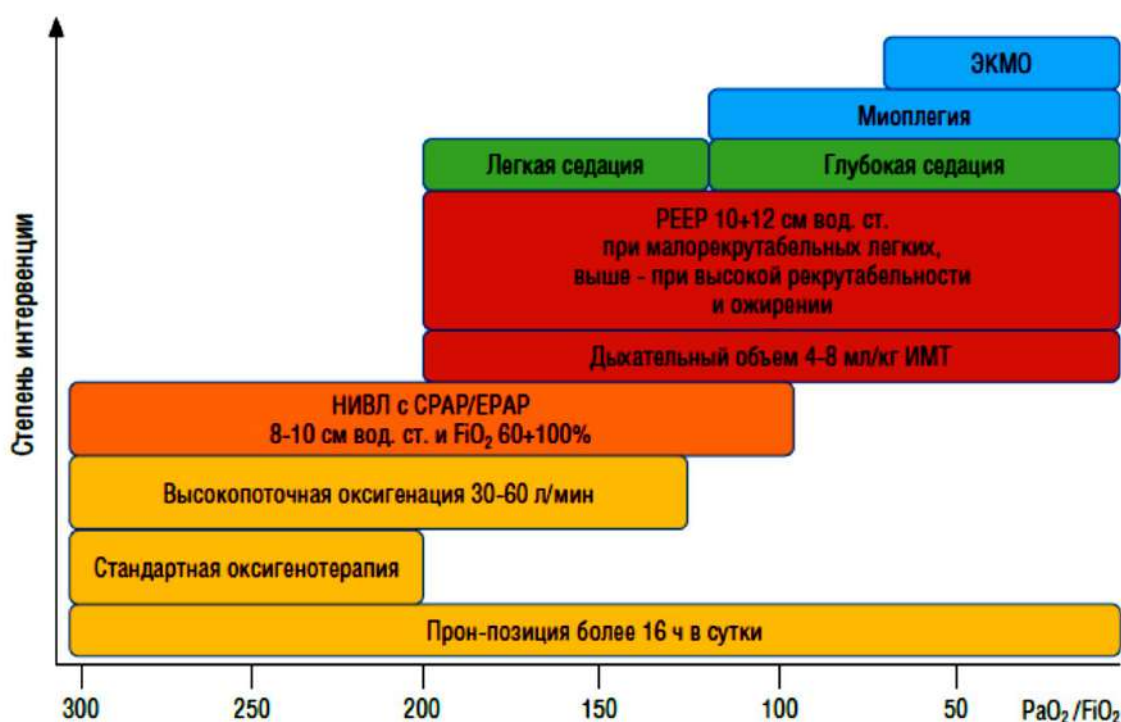 ЭКМО
Миоплегия
Легкая седация
Глубокая седация
PEEP 10+12 см вод. ст.
при малорекрутабельных легких,
выше - при высокой рекрутабельности
и ожирении
Дыхательный объем 4-8 мл/кг ИМТ
НИВЛ с CPAP/EPAP
8-10 см вод. ст. и FiO₂ 60+100%
Высокопоточная оксигенация 30-60 л/мин
Стандартная оксигенотерапия
Прон-позиция более 16 ч в сутки
Степень интервенции
300 250 200 150 100 50 PaO₂/FiO₂